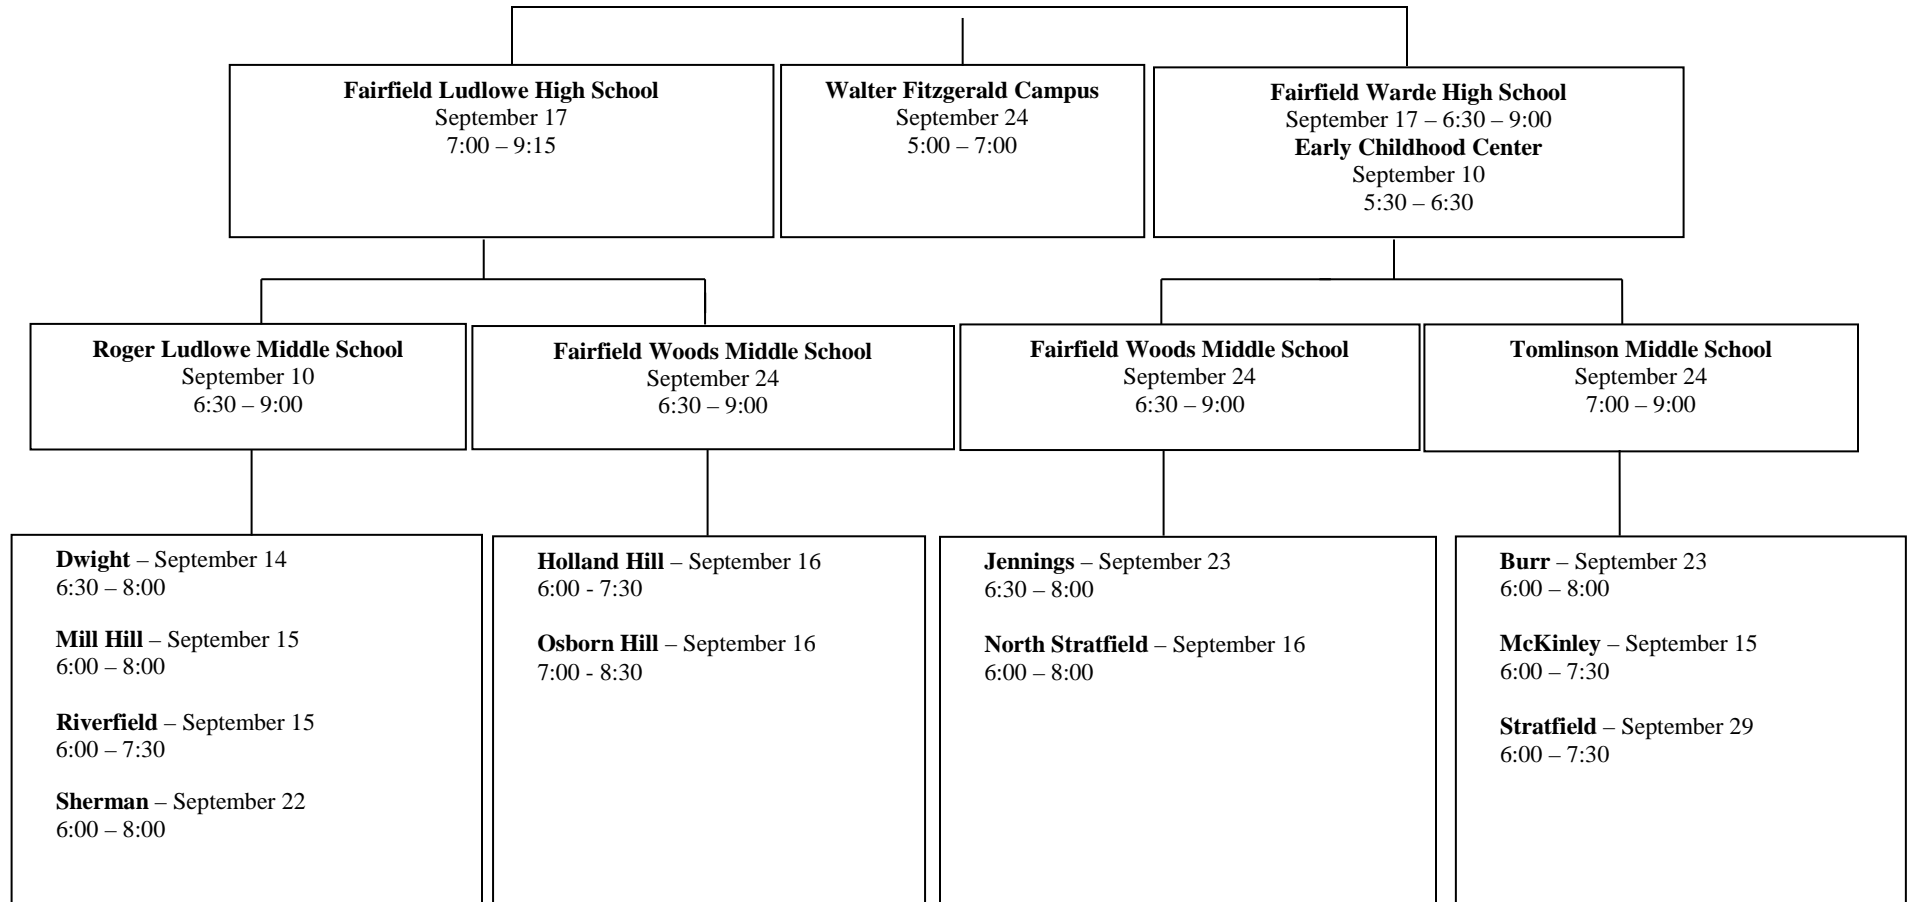 Fairfield Ludlowe High School
September 17
7:00 – 9:15
Walter Fitzgerald Campus
September 24
5:00 – 7:00
Fairfield Warde High School
September 17 – 6:30 – 9:00
Early Childhood Center
September 10
5:30 – 6:30
Roger Ludlowe Middle School
September 10
6:30 – 9:00
Fairfield Woods Middle School
September 24
6:30 – 9:00
Fairfield Woods Middle School
September 24
6:30 – 9:00
Tomlinson Middle School
September 24
7:00 – 9:00
Dwight – September 14
6:30 – 8:00
Mill Hill – September 15
6:00 – 8:00
Riverfield – September 15
6:00 – 7:30
Sherman – September 22
6:00 – 8:00
Holland Hill – September 16
6:00 - 7:30
Osborn Hill – September 16
7:00 - 8:30
Jennings – September 23
6:30 – 8:00
North Stratfield – September 16
6:00 – 8:00
Burr – September 23
6:00 – 8:00
McKinley – September 15
6:00 – 7:30
Stratfield – September 29
6:00 – 7:30